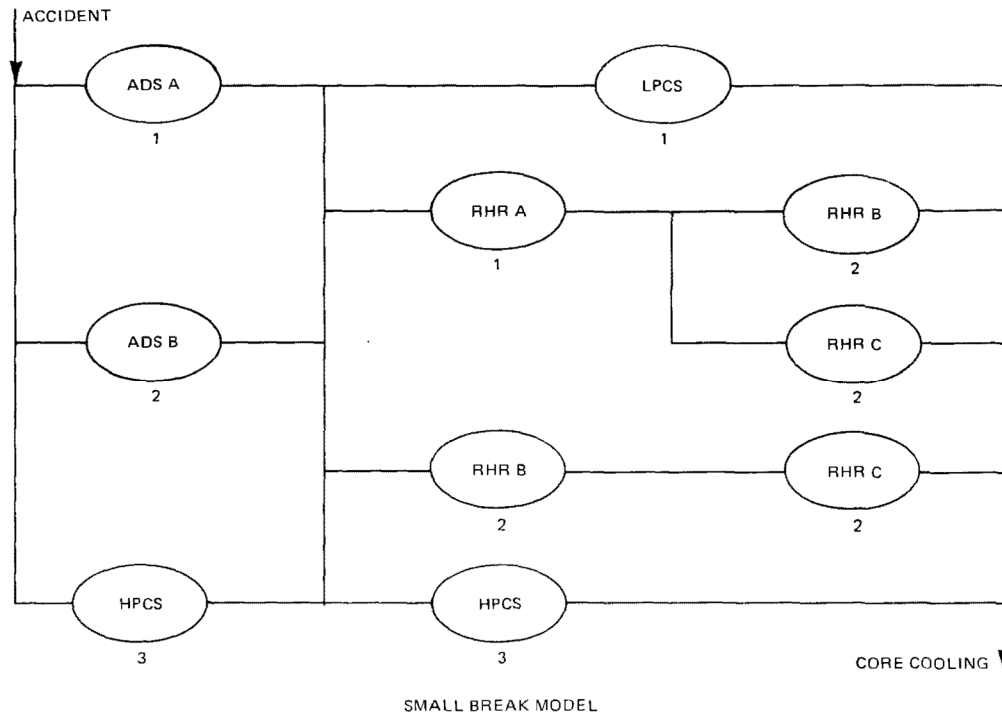 ACCIDENT
ADS A
1
LPCS
1
RHR A
1
RHR B
2
ADS B
2
RHR C
2
RHR B
2
RHR C
2
HPCS
3
HPCS
3
CORE COOLING
SMALL BREAK MODEL